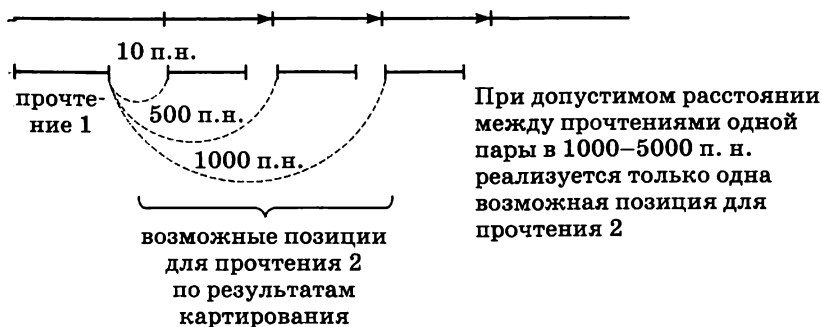 10 п.н.
прочте-
ние 1
500 п.н.
1000 п.н.
возможные позиции
для прочтения 2
по результатам
картирования
При допустимом расстоянии
между прочтениями одной
пары в 1000–5000 п. н.
реализуется только одна
возможная позиция для
прочтения 2